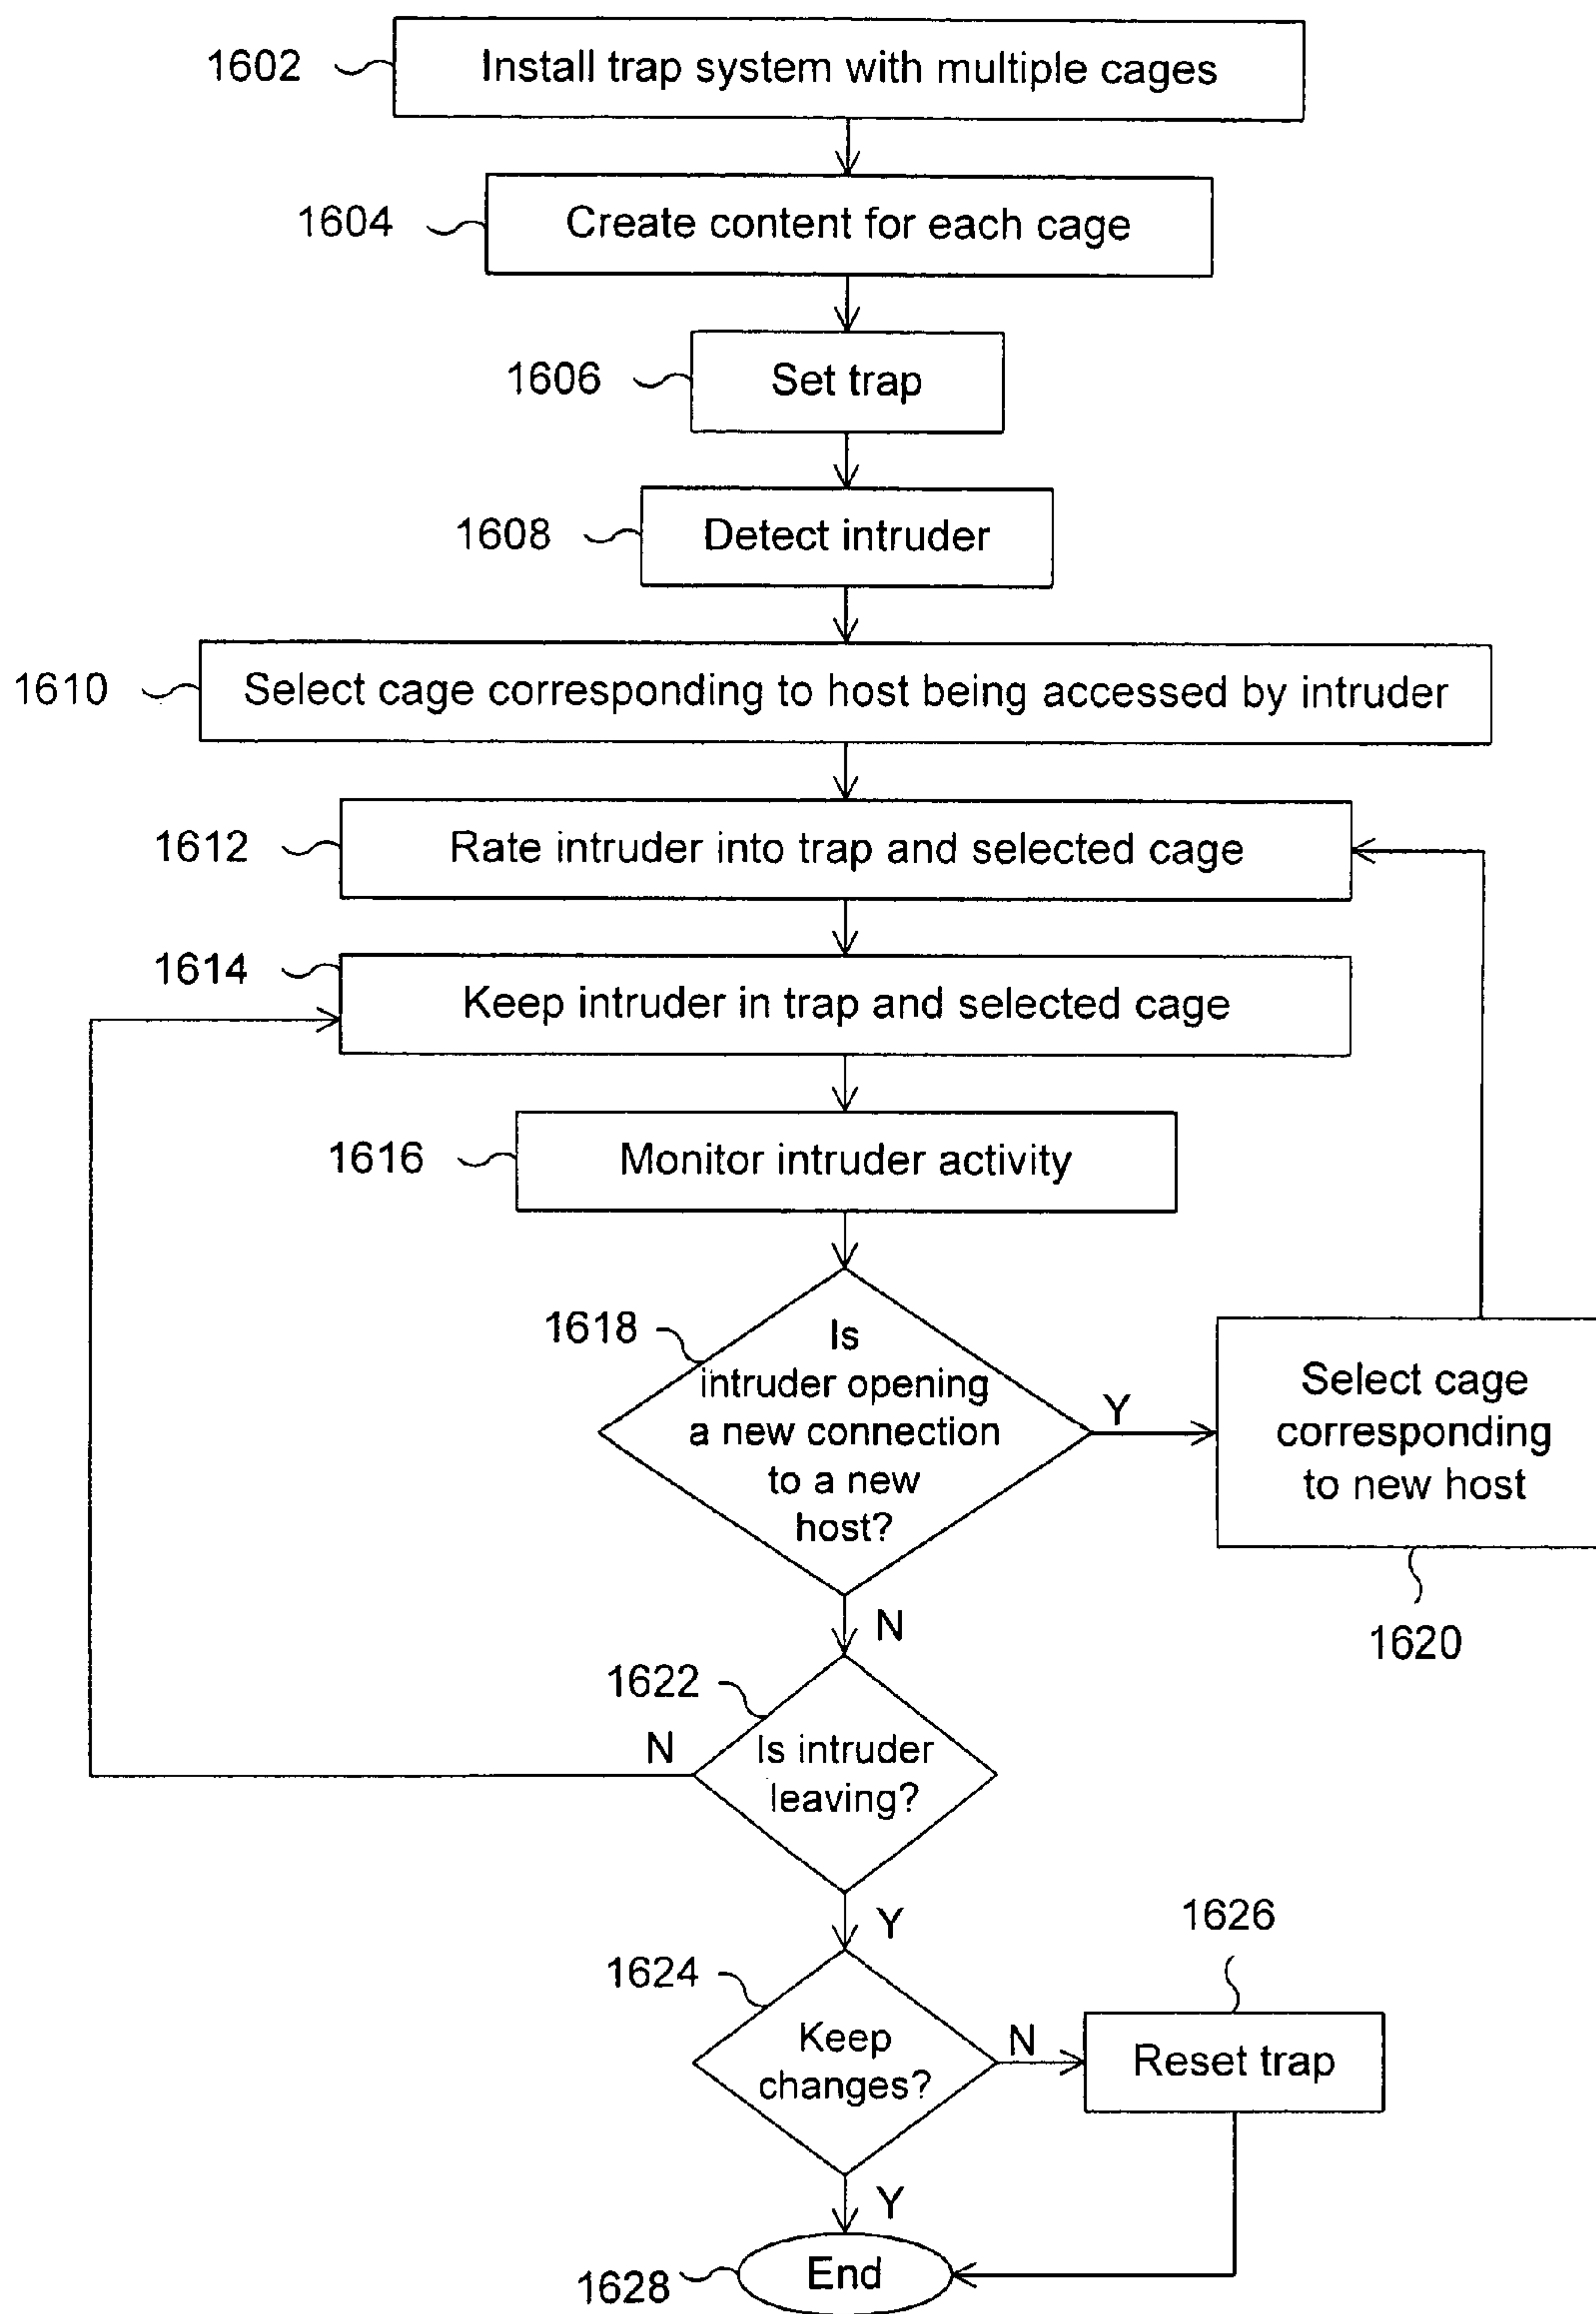 1602
Install trap system with multiple cages
1604
Create content for each cage
1606
Set trap
1608
Detect intruder
1610
Select cage corresponding to host being accessed by intruder
1612
Rate intruder into trap and selected cage
1614
Keep intruder in trap and selected cage
1616
Monitor intruder activity
1618
Is
intruder opening
a new connection
to a new
host?
Y
Select cage
corresponding
to new host
1620
N
1622
Is intruder
leaving?
N
Y
1624
Keep
changes?
N
1626
Reset trap
Y
1628
End